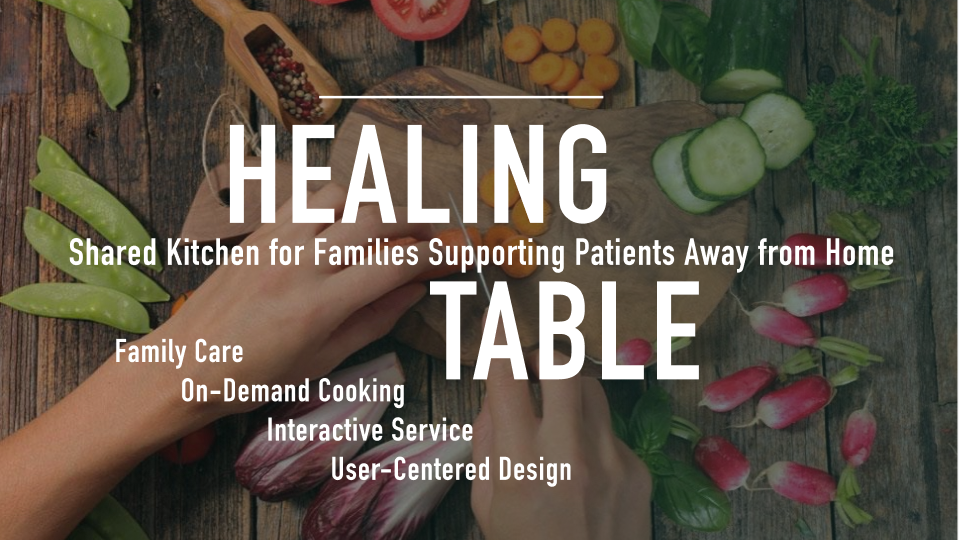 HEALING
Shared Kitchen for Families Supporting Patients Away from Home
TABLE
Family Care
On-Demand Cooking
Interactive Service
User-Centered Design